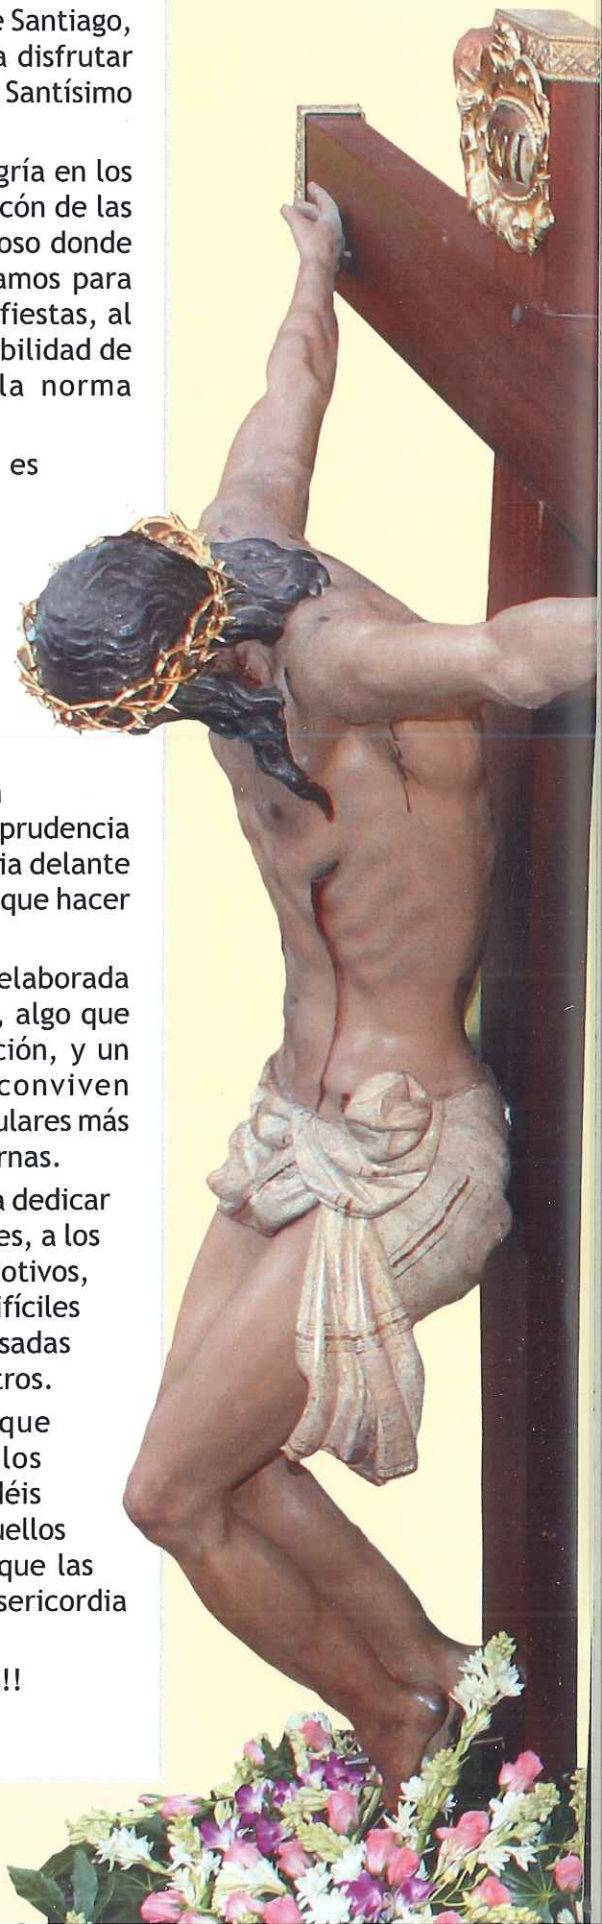 e Santiago,
a disfrutar
Santísimo
gría en los
cón de las
oso donde
amos para
fiestas, al
bilidad de
la norma
es
prudencia
ia delante
que hacer
elaborada
, algo que
ción, y un
conviven
ulares más
rnas.
a dedicar
es, a los
otivos,
ifíciles
sadas
tros.
que
los
déis
uellos
que las
sericordia
!!